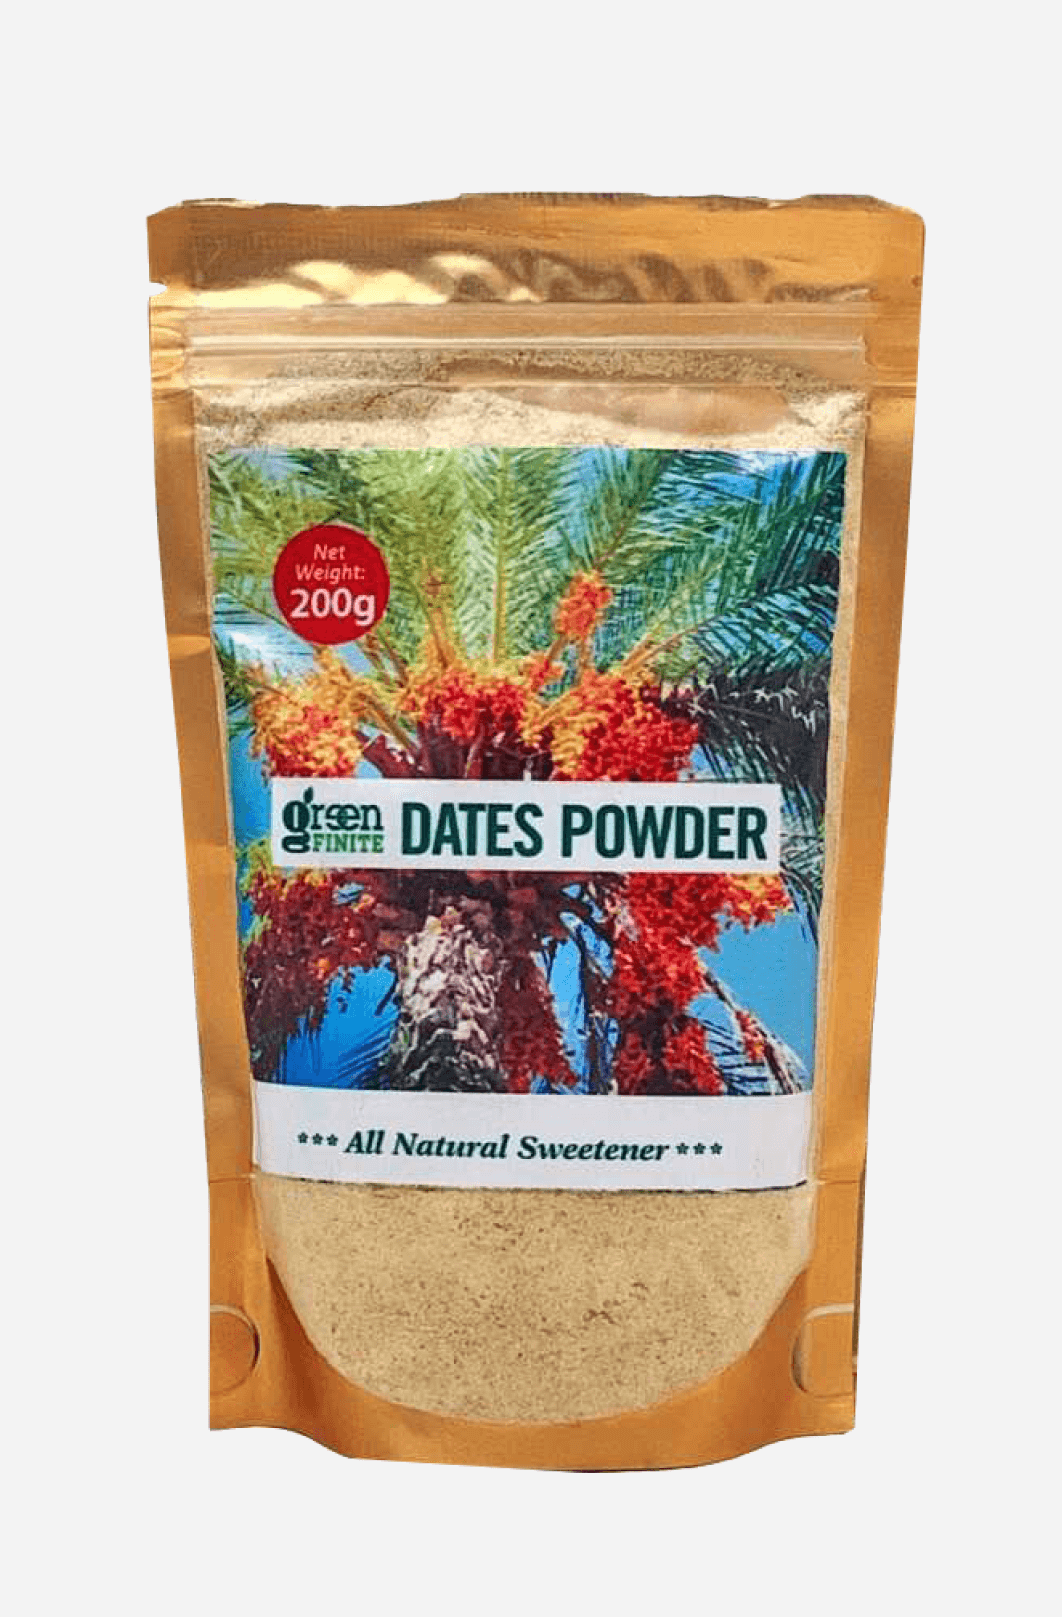 Net
Weight:
200g
green
FINITE
DATES POWDER
*** All Natural Sweetener ***